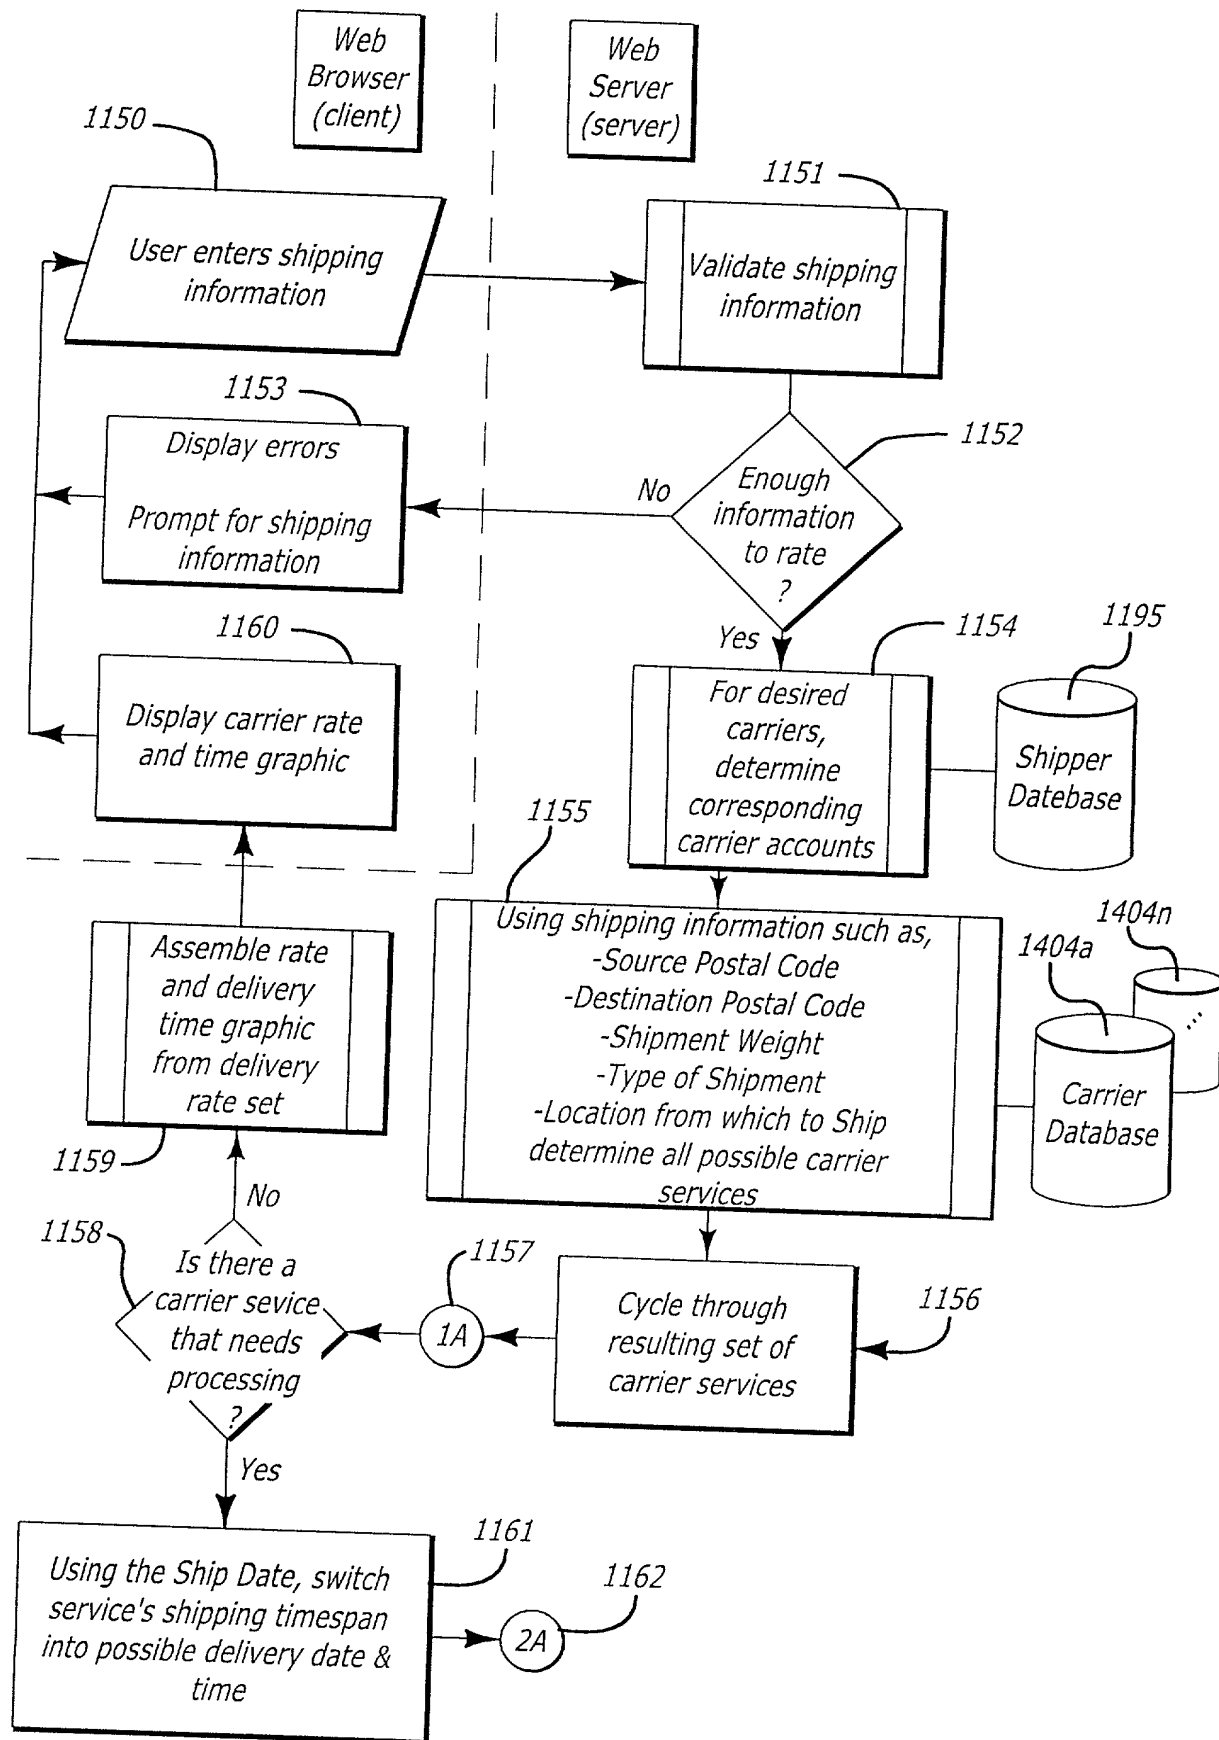 Web
Browser
(client)
Web
Server
(server)
1150
User enters shipping
information
1151
Validate shipping
information
1153
Display errors
Prompt for shipping
information
1152
Enough
information
to rate
?
No
Yes
1160
Display carrier rate
and time graphic
1154
For desired
carriers,
determine
corresponding
carrier accounts
1195
Shipper
Datebase
1155
Using shipping information such as,
-Source Postal Code
-Destination Postal Code
-Shipment Weight
-Type of Shipment
-Location from which to Ship
determine all possible carrier
services
1404n
1404a
Carrier
Database
Assemble rate
and delivery
time graphic
from delivery
rate set
1159
No
1158
Is there a
carrier sevice
that needs
processing
?
Yes
1157
1A
Cycle through
resulting set of
carrier services
1156
1161
Using the Ship Date, switch
service's shipping timespan
into possible delivery date &
time
1162
2A